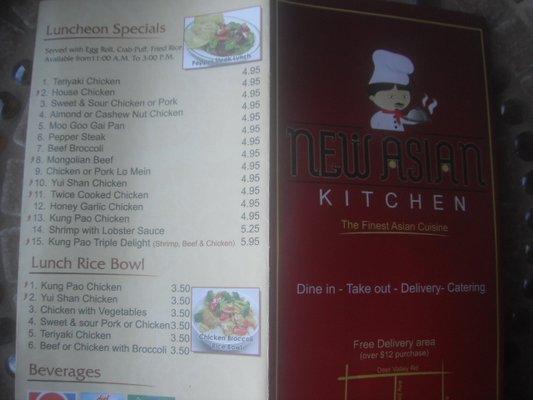 Luncheon Specials
Served with Egg Roll, Crab Puff, Fried Rice
Available from 11:00 A.M. To 3:00 P.M.
Pepper Steak Lunch
1. Teriyaki Chicken 4.95
2. House Chicken 4.95
3. Sweet & Sour Chicken or Pork 4.95
4. Almond or Cashew Nut Chicken 4.95
5. Moo Goo Gai Pan 4.95
6. Pepper Steak 4.95
7. Beef Broccoli 4.95
8. Mongolian Beef 4.95
9. Chicken or Pork Lo Mein 4.95
10. Yui Shan Chicken 4.95
11. Twice Cooked Chicken 4.95
12. Honey Garlic Chicken 4.95
13. Kung Pao Chicken 4.95
14. Shrimp with Lobster Sauce 5.25
15. Kung Pao Triple Delight (Shrimp, Beef & Chicken) 5.95
Lunch Rice Bowl
1. Kung Pao Chicken 3.50
2. Yui Shan Chicken 3.50
3. Chicken with Vegetables 3.50
4. Sweet & sour Pork or Chicken 3.50
5. Teriyaki Chicken 3.50
6. Beef or Chicken with Broccoli 3.50
Chicken Broccoli
Rice Bowl
Beverages
NEW ASIAN
KITCHEN
The Finest Asian Cuisine
Dine in - Take out - Delivery- Catering
Free Delivery area
(over $12 purchase)
Deer Valley Rd